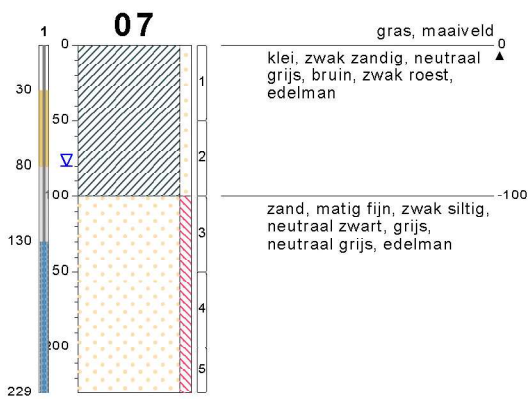 07
1
gras, maaiveld
0
0
klei, zwak zandig, neutraal
grijs, bruin, zwak roest,
edelman
1
30
50
2
80
100
-100
zand, matig fijn, zwak siltig,
neutraal zwart, grijs,
neutraal grijs, edelman
3
130
50
4
200
5
229